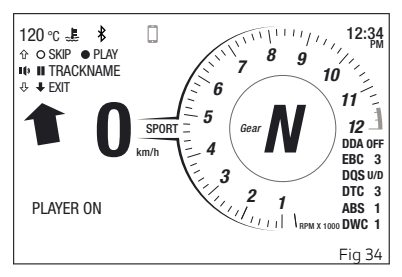 120 °C
12:34 PM
SKIP PLAY
TRACKNAME
EXIT
0
km/h
SPORT
PLAYER ON
Gear N
1 2 3 4 5 6 7 8 9 10 11 12
RPM X 1000
DDA OFF
EBC 3
DQS U/D
DTC 3
ABS 1
DWC 1
Fig 34